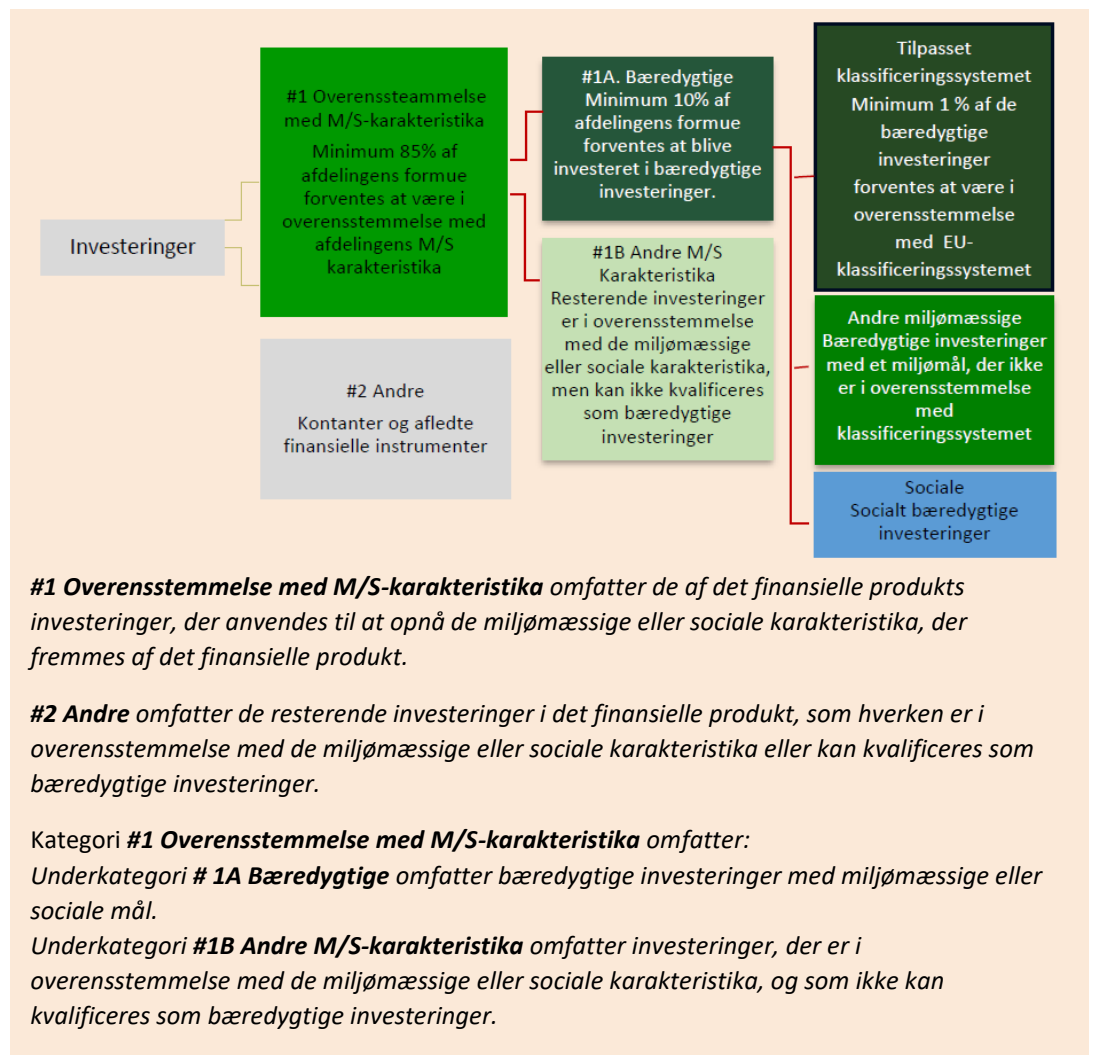 Investeringer
#1 Overenssteammelse
med M/S-karakteristika
Minimum 85% af
afdelingens formue
forventes at være i
overensstemmelse med
afdelingens M/S
karakteristika
#2 Andre
Kontanter og afledte
finansielle instrumenter
#1A. Bæredygtige
Minimum 10% af
afdelingens formue
forventes at blive
investeret i bæredygtige
investeringer.
#1B Andre M/S
Karakteristika
Resterende investeringer
er i overensstemmelse
med de miljømæssige
eller sociale karakteristika,
men kan ikke kvalificeres
som bæredygtige
investeringer
Tilpasset
klassificeringssystemet
Minimum 1 % af de
bæredygtige
investeringer
forventes at være i
overensstemmelse
med EU-
klassificeringssystemet
Andre miljømæssige
Bæredygtige investeringer
med et miljømål, der ikke
er i overensstemmelse
med
klassificeringssystemet
Sociale
Socialt bæredygtige
investeringer
#1 Overensstemmelse med M/S-karakteristika omfatter de af det finansielle produkts
investeringer, der anvendes til at opnå de miljømæssige eller sociale karakteristika, der
fremmes af det finansielle produkt.
#2 Andre omfatter de resterende investeringer i det finansielle produkt, som hverken er i
overensstemmelse med de miljømæssige eller sociale karakteristika eller kan kvalificeres som
bæredygtige investeringer.
Kategori #1 Overensstemmelse med M/S-karakteristika omfatter:
Underkategori # 1A Bæredygtige omfatter bæredygtige investeringer med miljømæssige eller
sociale mål.
Underkategori #1B Andre M/S-karakteristika omfatter investeringer, der er i
overensstemmelse med de miljømæssige eller sociale karakteristika, og som ikke kan
kvalificeres som bæredygtige investeringer.